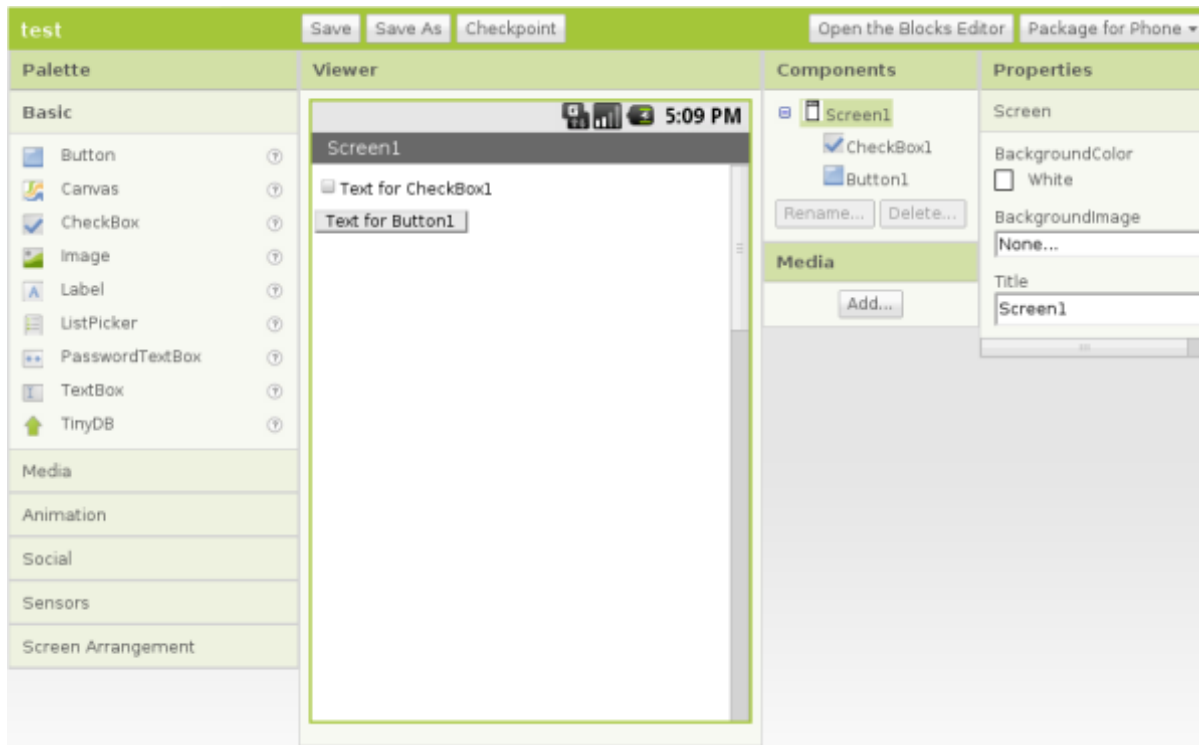 test
Save
Save As
Checkpoint
Open the Blocks Editor
Package for Phone
Palette
Basic
Button
Canvas
CheckBox
Image
Label
ListPicker
PasswordTextBox
TextBox
TinyDB
Media
Animation
Social
Sensors
Screen Arrangement
Viewer
5:09 PM
Screen1
Text for CheckBox1
Text for Button1
Components
Screen1
CheckBox1
Button1
Rename...
Delete...
Media
Add...
Properties
Screen
BackgroundColor
White
BackgroundImage
None...
Title
Screen1